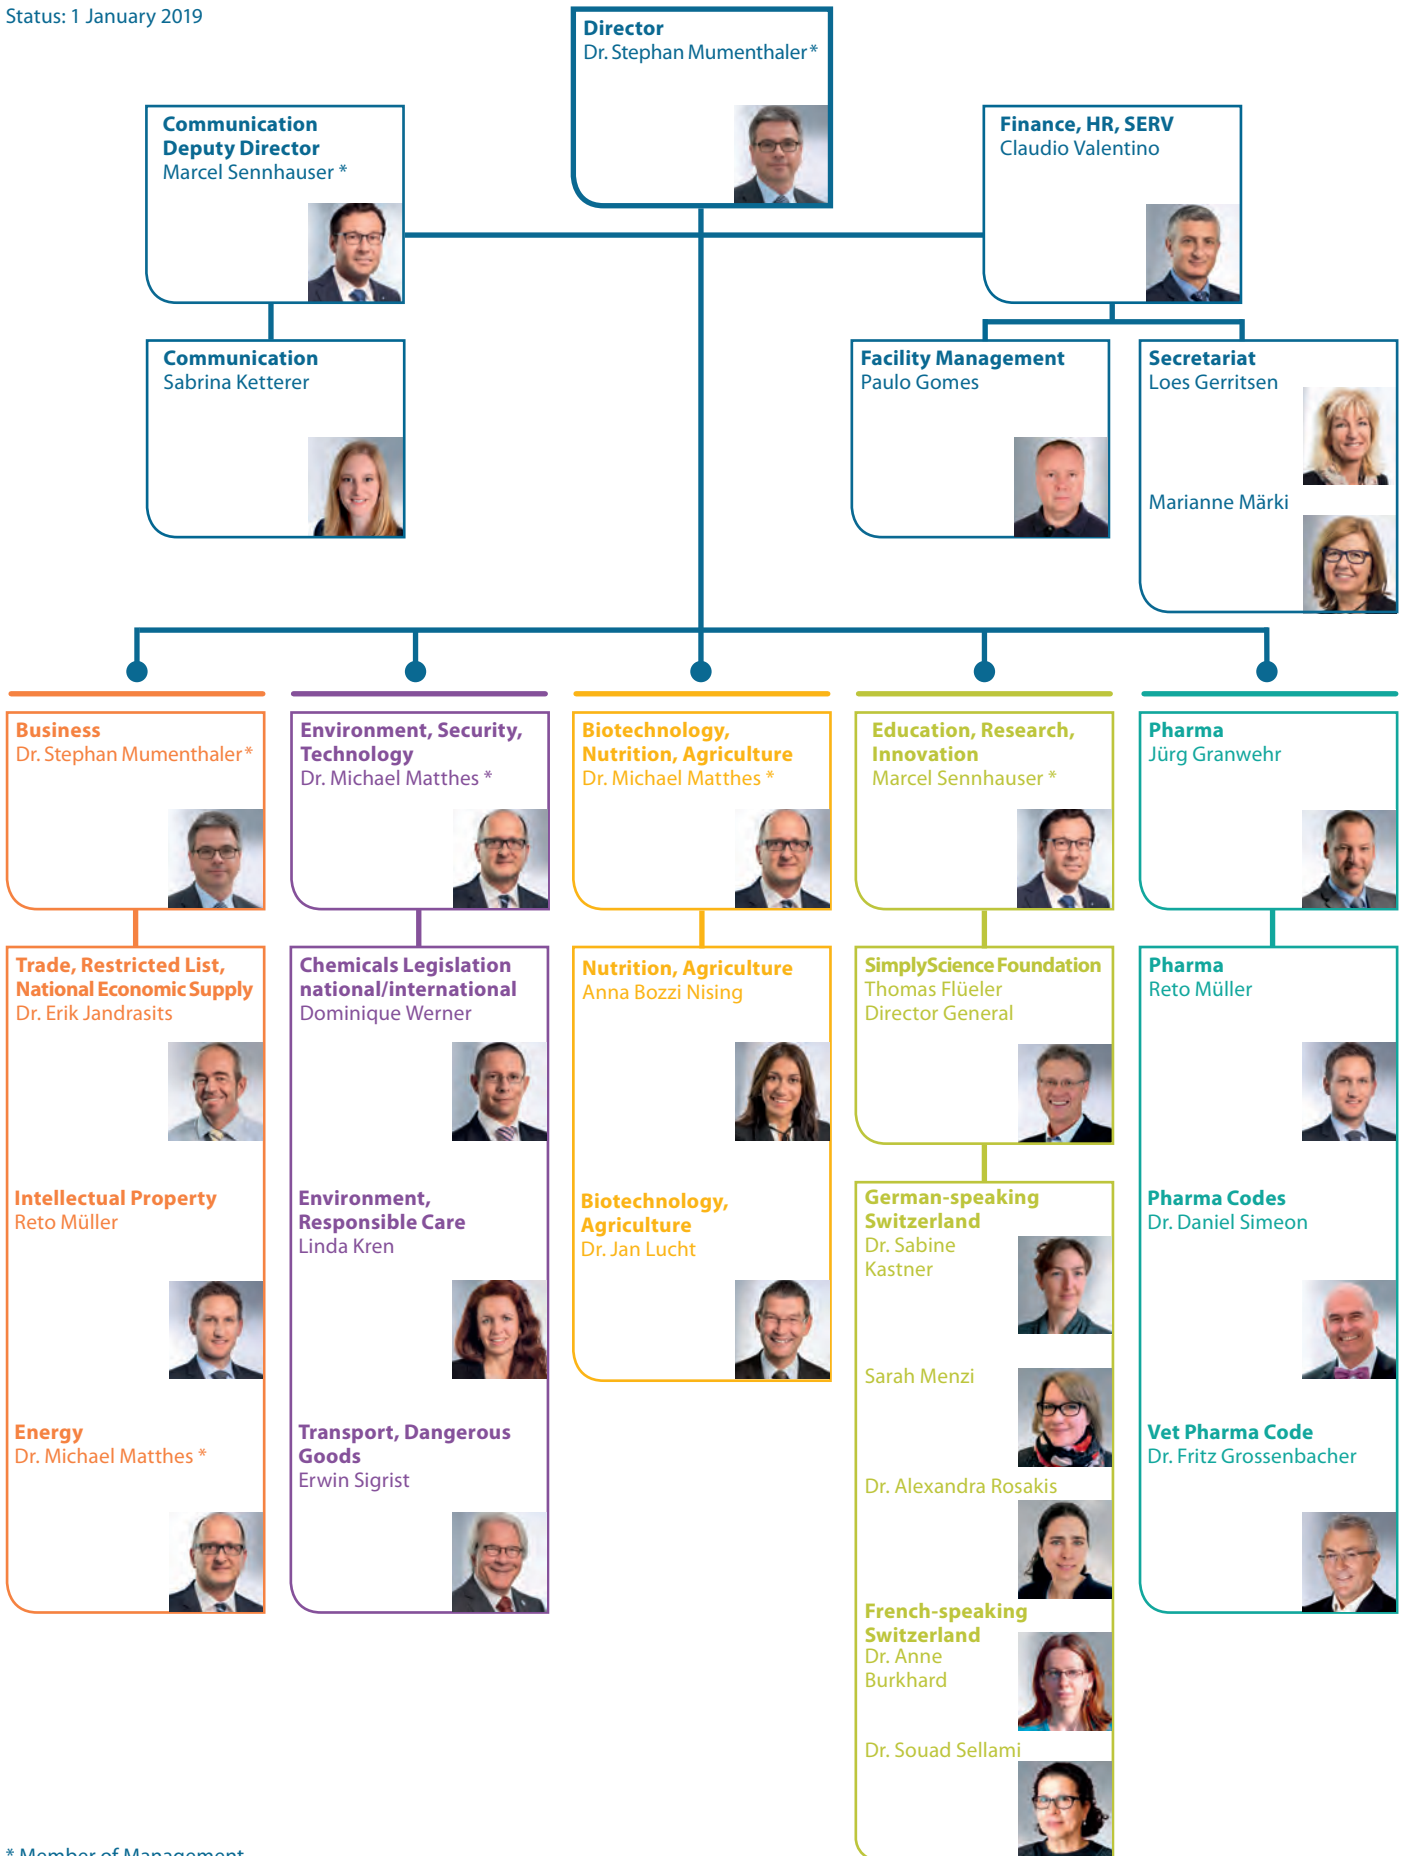 Status: 1 January 2019
Director
Dr. Stephan Mumenthaler*
Communication
Deputy Director
Marcel Sennhauser *
Finance, HR, SERV
Claudio Valentino
Communication
Sabrina Ketterer
Facility Management
Paulo Gomes
Secretariat
Loes Gerritsen
Marianne Märki
Business
Dr. Stephan Mumenthaler*
Environment, Security,
Technology
Dr. Michael Matthes *
Biotechnology,
Nutrition, Agriculture
Dr. Michael Matthes *
Education, Research,
Innovation
Marcel Sennhauser *
Pharma
Jürg Granwehr
Trade, Restricted List,
National Economic Supply
Dr. Erik Jandrasits
Intellectual Property
Reto Müller
Energy
Dr. Michael Matthes *
Chemicals Legislation
national/international
Dominique Werner
Environment,
Responsible Care
Linda Kren
Transport, Dangerous
Goods
Erwin Sigrist
Nutrition, Agriculture
Anna Bozzi Nising
Biotechnology,
Agriculture
Dr. Jan Lucht
SimplyScience Foundation
Thomas Flüeler
Director General
German-speaking
Switzerland
Dr. Sabine
Kastner
Sarah Menzi
Dr. Alexandra Rosakis
French-speaking
Switzerland
Dr. Anne
Burkhard
Dr. Souad Sellami
Pharma
Reto Müller
Pharma Codes
Dr. Daniel Simeon
Vet Pharma Code
Dr. Fritz Grossenbacher
* Member of Management